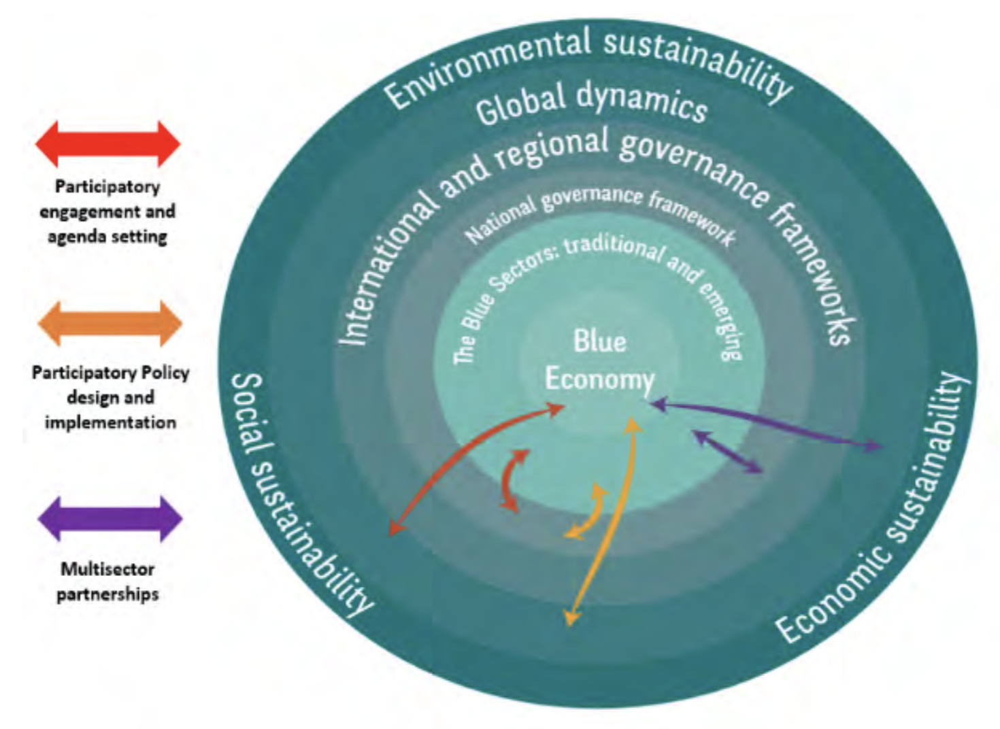 Environmental sustainability
Global dynamics
International and regional governance frameworks
National governance framework
The Blue Sectors: traditional and emerging
Blue
Economy
Social sustainability
Economic sustainability
Participatory
engagement and
agenda setting
Participatory Policy
design and
implementation
Multisector
partnerships